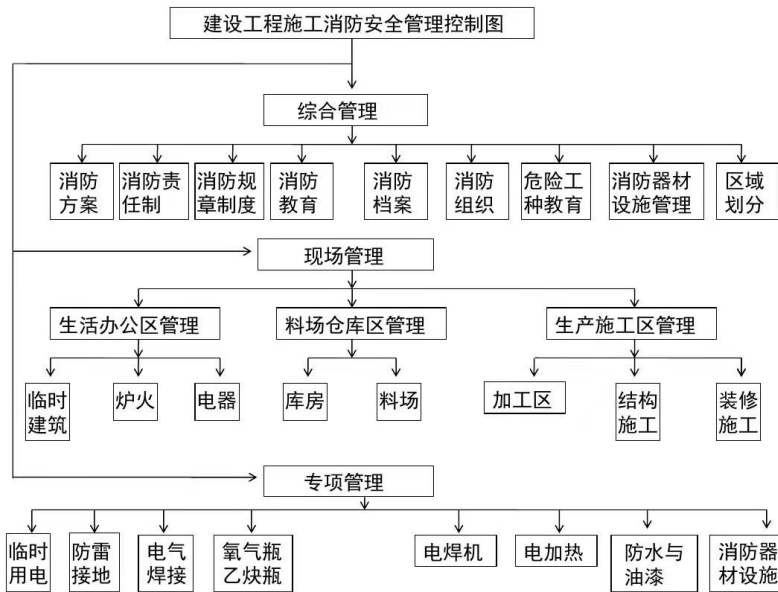 建设工程施工消防安全管理控制图
综合管理
消防
方案
消防责
任制
消防规
章制度
消防
教育
消防
档案
消防
组织
危险工
种教育
消防器材
设施管理
区域
划分
现场管理
生活办公区管理
料场仓库区管理
生产施工区管理
临时
建筑
炉火
电器
库房
料场
加工区
结构
施工
装修
施工
专项管理
临时
用电
防雷
接地
电气
焊接
氧气瓶
乙炔瓶
电焊机
电加热
防水与
油漆
消防器
材设施